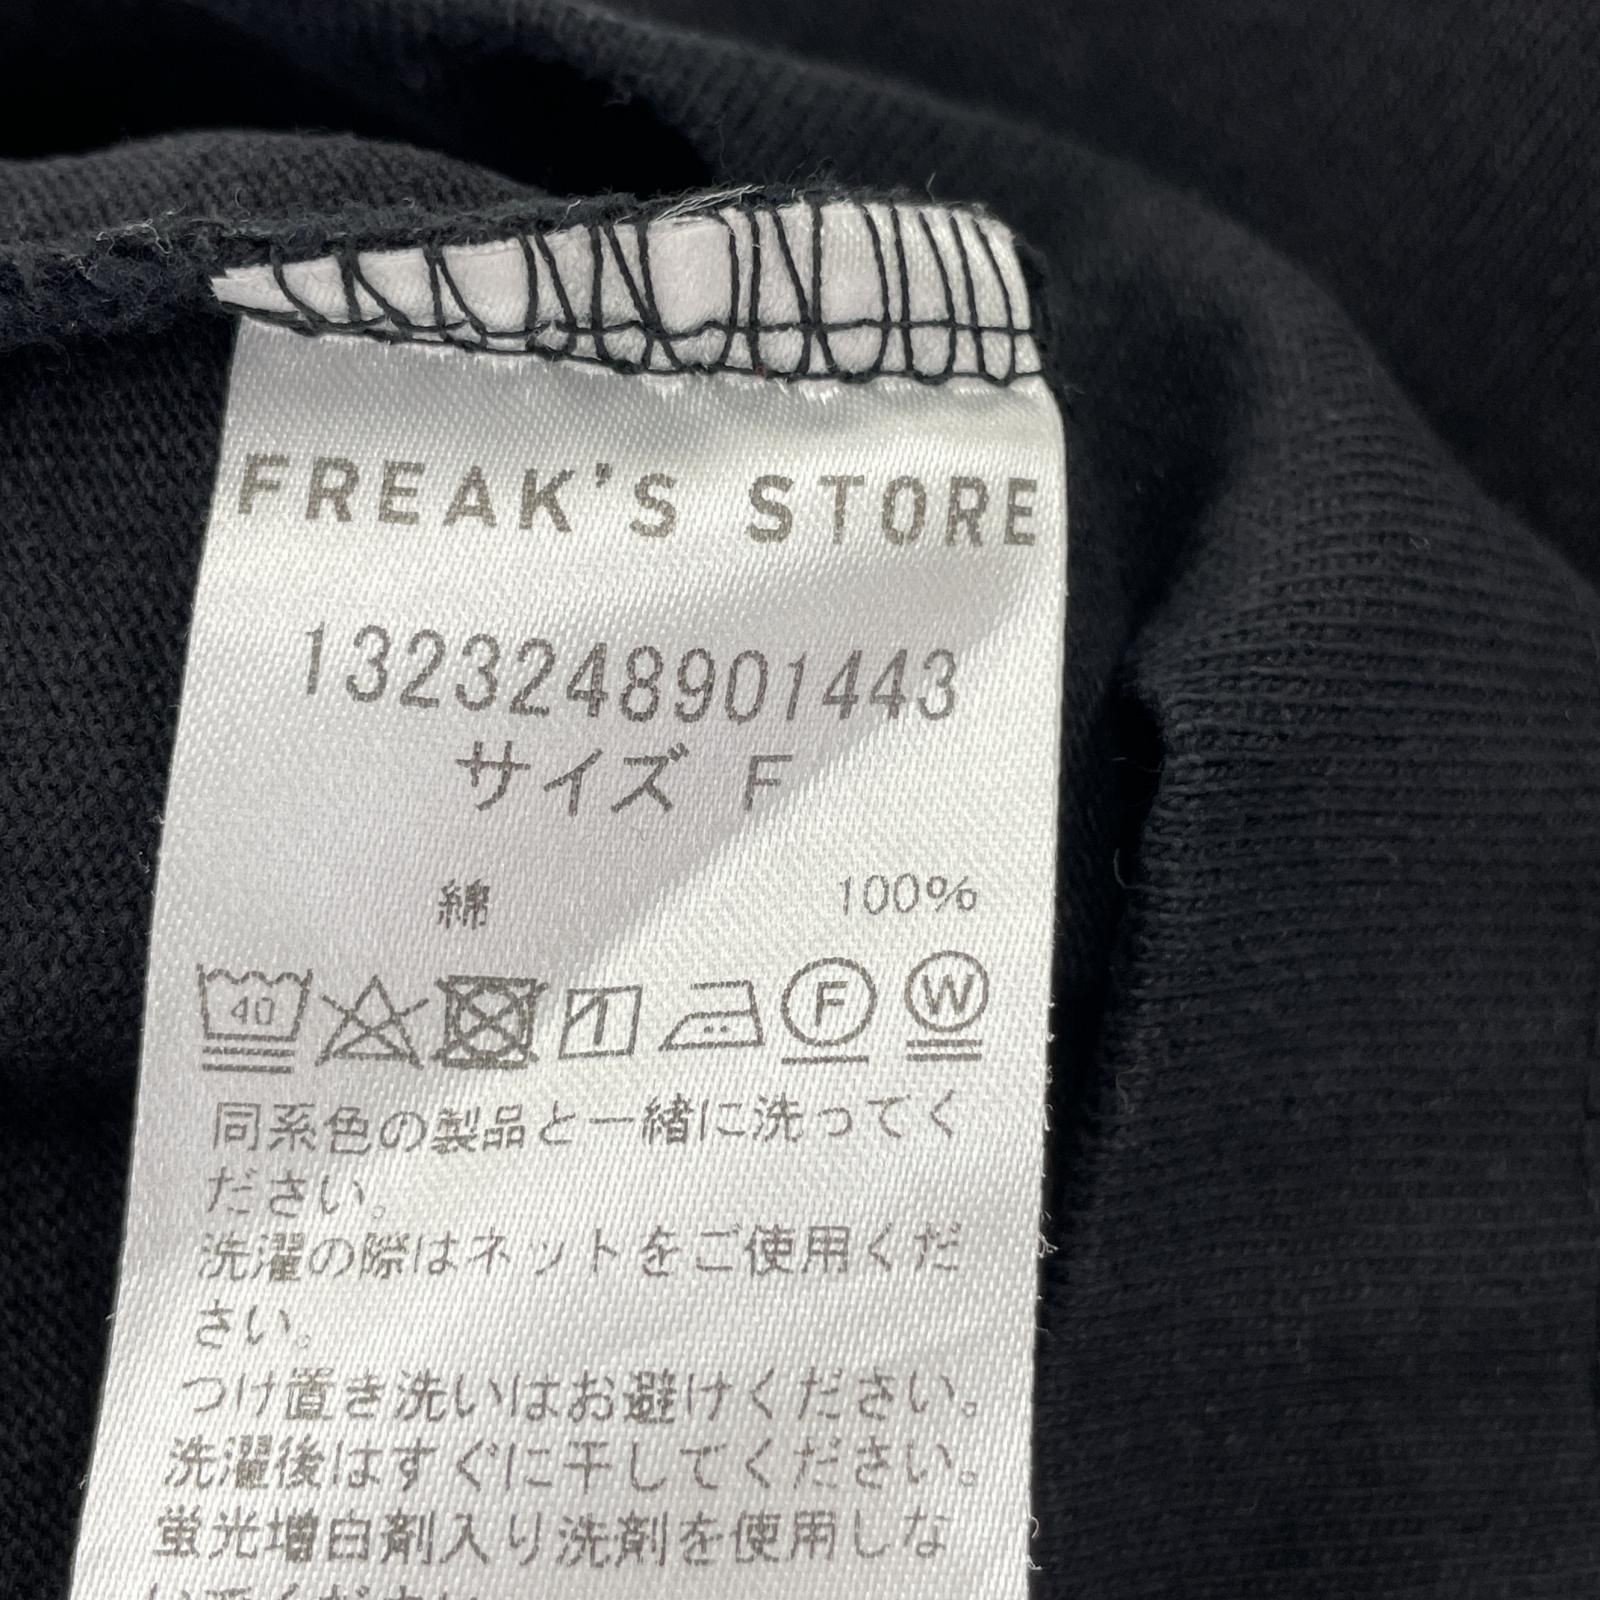 FREAK'S STORE
1323248901443
サイズ F
綿 100%
40 F W
同系色の製品と一緒に洗ってく
ださい。
洗濯の際はネットをご使用くだ
さい。
つけ置き洗いはお避けください。
洗濯後はすぐに干してください。
蛍光増白剤入り洗剤を使用しな